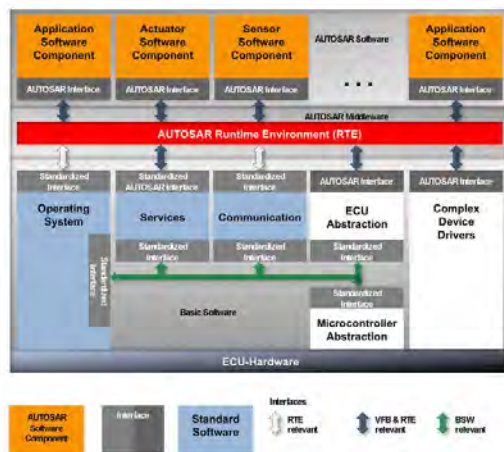 Application
Software
Component
Actuator
Software
Component
Sensor
Software
Component
AUTOSAR Software
Application
Software
Component
AUTOSAR Interface
AUTOSAR Interface
AUTOSAR Interface
...
AUTOSAR Interface
AUTOSAR Middleware
AUTOSAR Runtime Environment (RTE)
Standardized
Interface
Standardized
AUTOSAR Interface
Standardized
Interface
AUTOSAR Interface
AUTOSAR Interface
Operating
System
Services
Communication
ECU
Abstraction
Complex
Device
Drivers
Standardized
Interface
Standardized
Interface
Standardized
Interface
Standardized
Interface
Basic Software
Standardized
Interface
Microcontroller
Abstraction
ECU-Hardware
AUTOSAR
Software
Component
Interface
Standard
Software
Interfaces
RTE
relevant
VFB & RTE
relevant
BSW
relevant